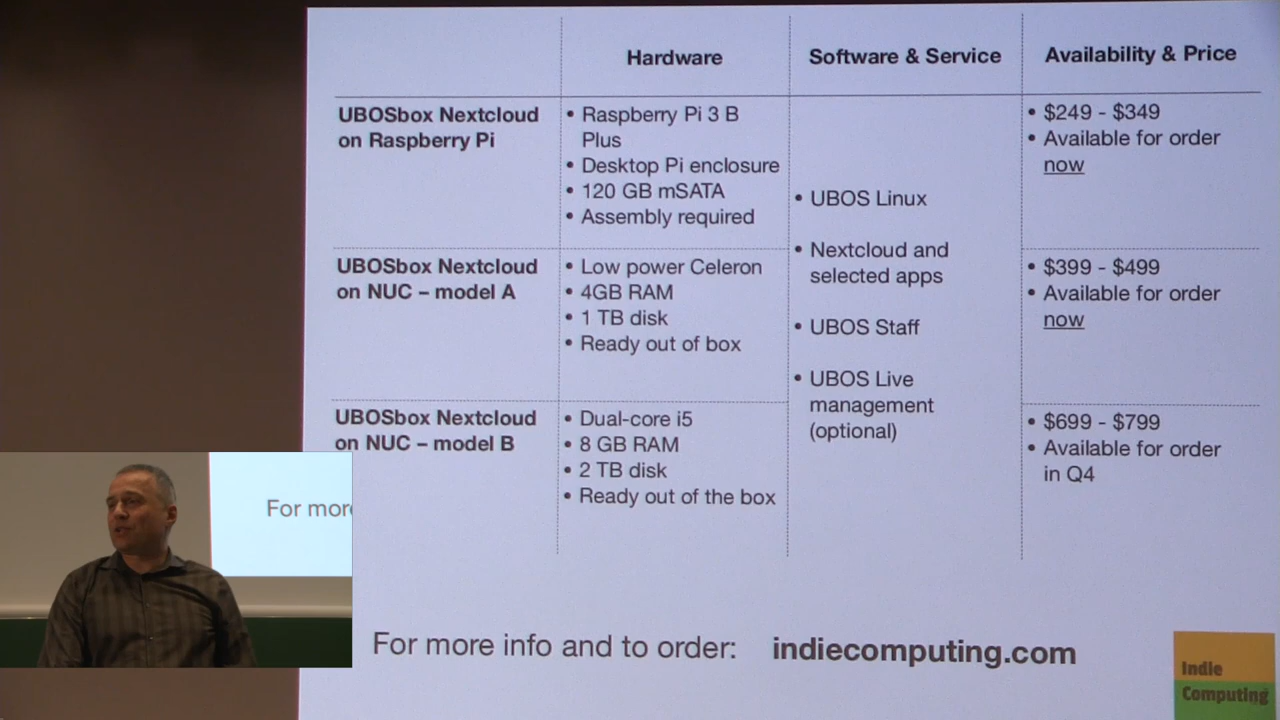 Hardware
Software & Service
Availability & Price
UBOSbox Nextcloud
on Raspberry Pi
• Raspberry Pi 3 B
Plus
• Desktop Pi enclosure
• 120 GB mSATA
• Assembly required
• $249 - $349
• Available for order
now
UBOSbox Nextcloud
on NUC – model A
• Low power Celeron
• 4GB RAM
• 1 TB disk
• Ready out of box
• $399 - $499
• Available for order
now
UBOSbox Nextcloud
on NUC – model B
• Dual-core i5
• 8 GB RAM
• 2 TB disk
• Ready out of the box
• $699 - $799
• Available for order
in Q4
• UBOS Linux
• Nextcloud and
selected apps
• UBOS Staff
• UBOS Live
management
(optional)
For more
For more info and to order: indiecomputing.com
Indie
Computing